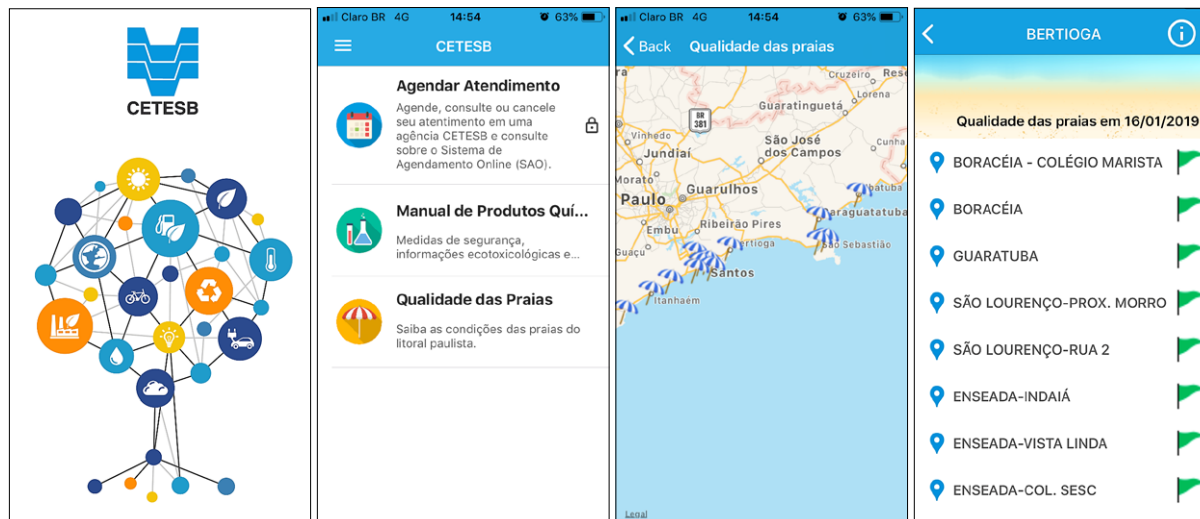 CETESB
Claro BR 4G 14:54 63%
CETESB
Agendar Atendimento
Agende, consulte ou cancele
seu atentimento em uma
agência CETESB e consulte
sobre o Sistema de
Agendamento Online (SAO).
Manual de Produtos Quí...
Medidas de segurança,
informações ecotoxicológicas e...
Qualidade das Praias
Saiba as condições das praias do
litoral paulista.
Claro BR 4G 14:54 63%
Back Qualidade das praias
Cruzeiro
Lorena
Guaratinguetá
BR
381
Vinhedo
Jundiaí
São José
dos Campos
Cunha
Morato
Guarulhos
Paulo
Embu
Ribeirão Pires
Guaçu
Ubatuba
Caraguatatuba
São Sebastião
Bertioga
Santos
Itanhaém
Legal
BERTIOGA
Qualidade das praias em 16/01/2019
BORACÉIA - COLÉGIO MARISTA
BORACÉIA
GUARATUBA
SÃO LOURENÇO-PROX. MORRO
SÃO LOURENÇO-RUA 2
ENSEADA-INDAIÁ
ENSEADA-VISTA LINDA
ENSEADA-COL. SESC